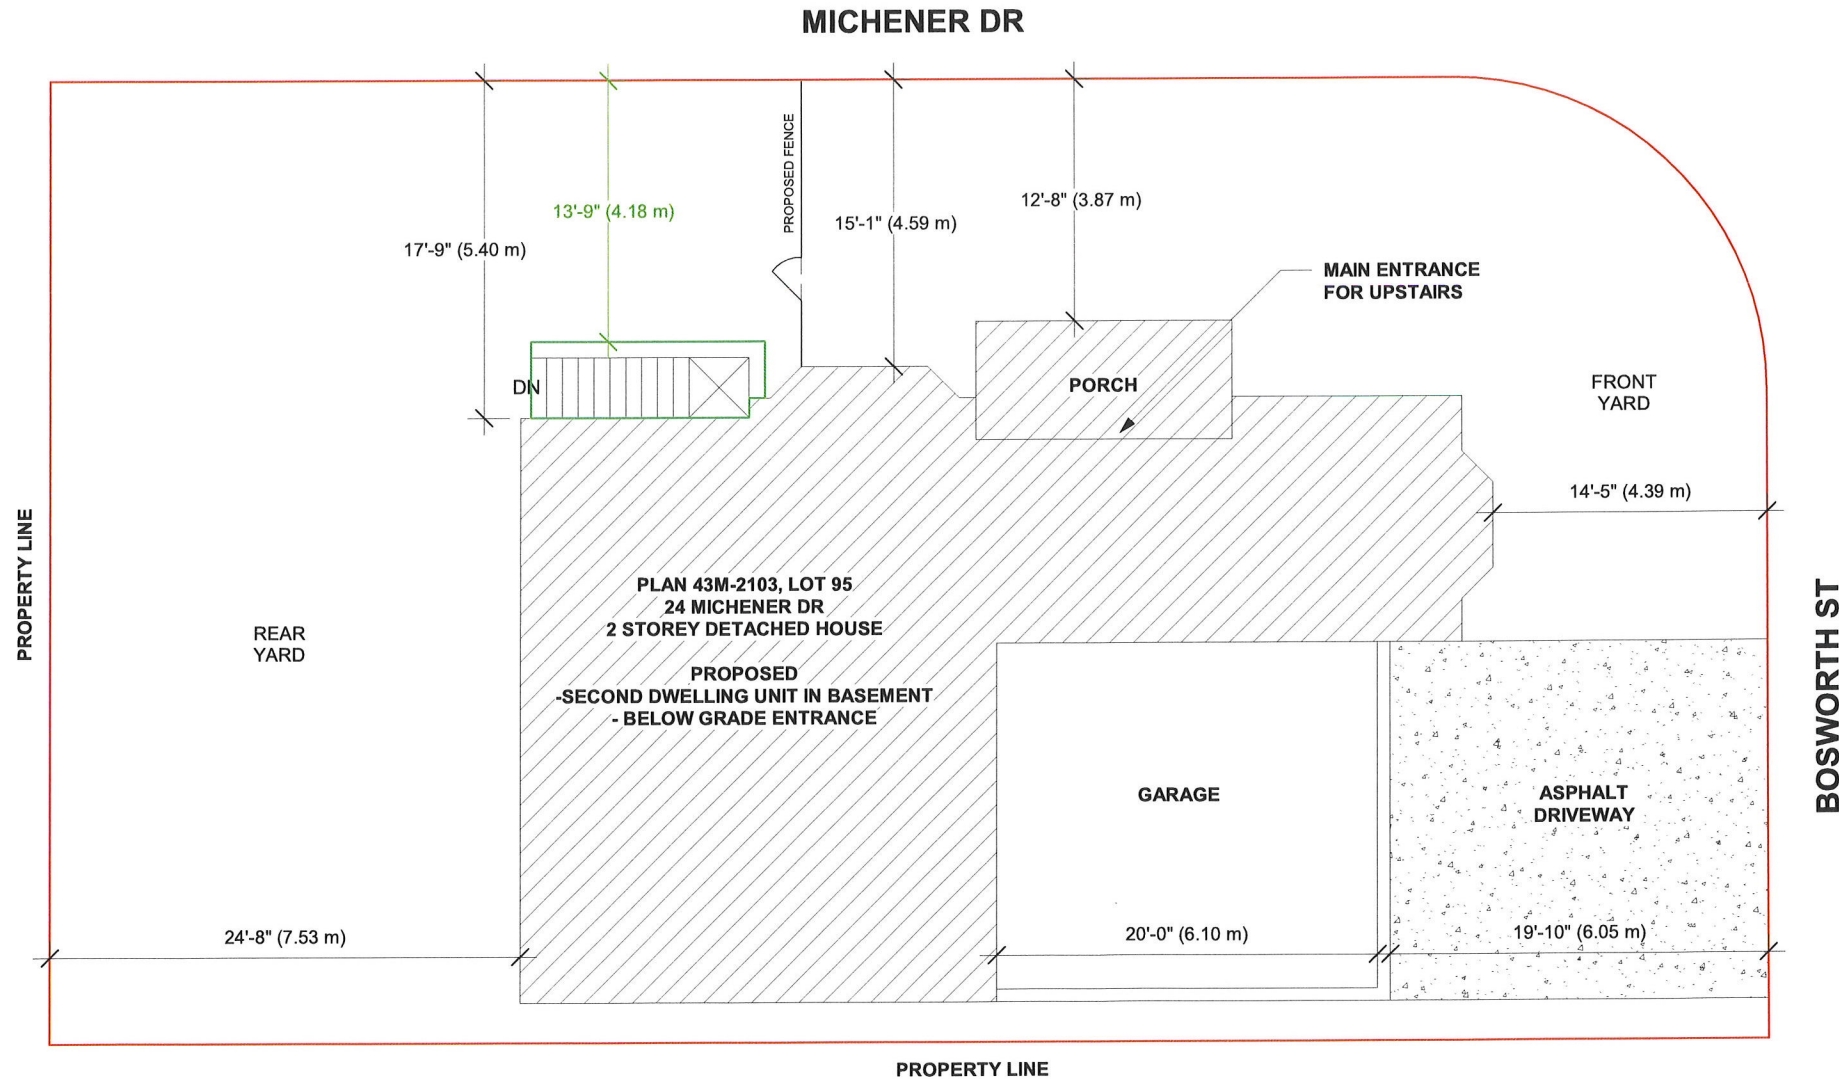 MICHENER DR
PROPOSED FENCE
12'-8" (3.87 m)
13'-9" (4.18 m)
15'-1" (4.59 m)
17'-9" (5.40 m)
MAIN ENTRANCE
FOR UPSTAIRS
DN
PORCH
FRONT
YARD
14'-5" (4.39 m)
PROPERTY LINE
REAR
YARD
PLAN 43M-2103, LOT 95
24 MICHENER DR
2 STOREY DETACHED HOUSE
PROPOSED
-SECOND DWELLING UNIT IN BASEMENT
- BELOW GRADE ENTRANCE
BOSWORTH ST
GARAGE
ASPHALT
DRIVEWAY
24'-8" (7.53 m)
20'-0" (6.10 m)
19'-10" (6.05 m)
PROPERTY LINE